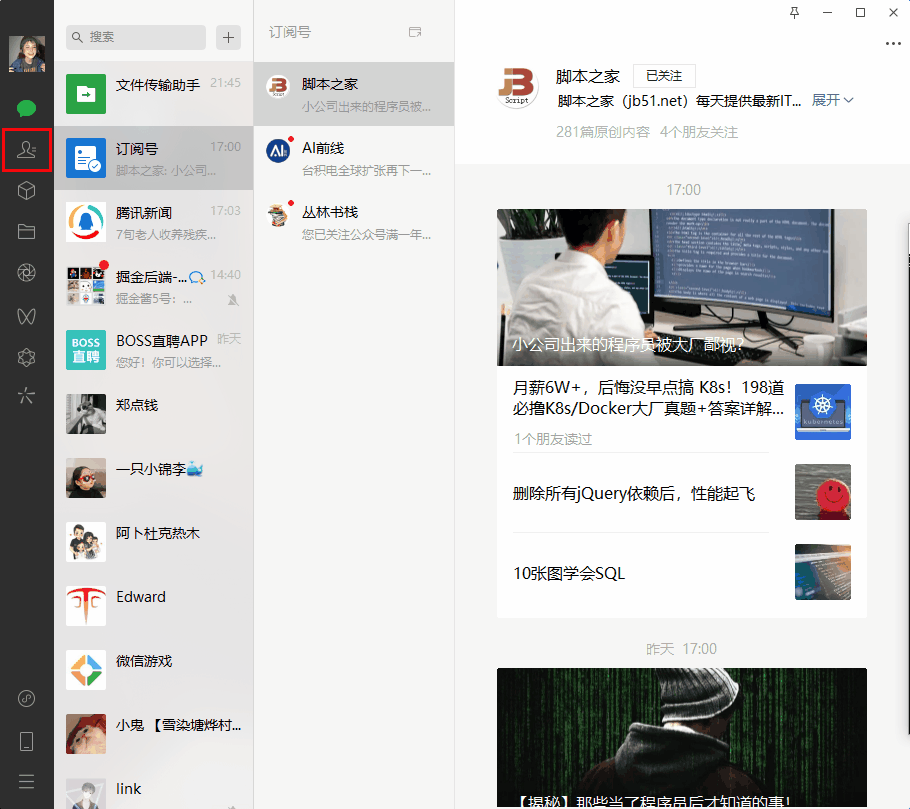 搜索
文件传输助手 21:45
订阅号 17:00
脚本之家: 小公司...
腾讯新闻 17:03
7旬老人收养残疾...
掘金后端-... 14:40
掘金酱5号: ...
BOSS直聘
BOSS直聘APP 昨天
您好！你可以选择...
郑点钱
一只小锦李
阿卜杜克热木
Edward
微信游戏
小鬼 【雪染塘烨村...
link
订阅号
脚本之家
小公司出来的程序员被...
AI前线
台积电全球扩张再下一...
丛林书栈
您已关注公众号满一年...
Script
脚本之家 已关注
脚本之家（jb51.net）每天提供最新IT... 展开
281篇原创内容 4个朋友关注
17:00
小公司出来的程序员被大厂鄙视?
月薪6W+，后悔没早点搞 K8s！198道
必撸K8s/Docker大厂真题+答案详解...
kubernetes
1个朋友读过
删除所有jQuery依赖后，性能起飞
10张图学会SQL
昨天 17:00
【揭秘】那些当了程序员后才知道的事！